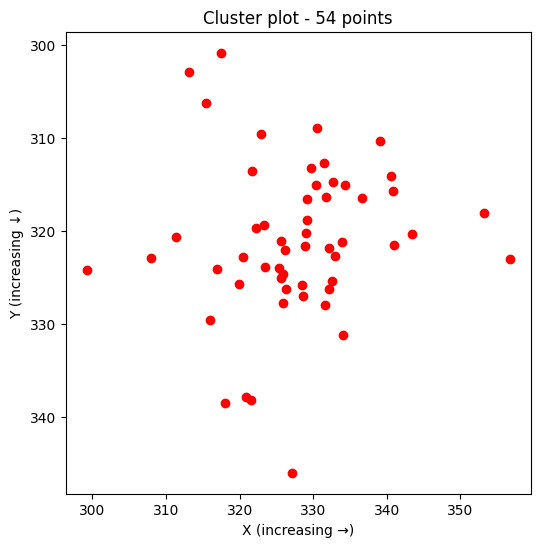 Cluster plot - 54 points
Y (increasing ↓)
300
310
320
330
340
300 310 320 330 340 350
X (increasing →)